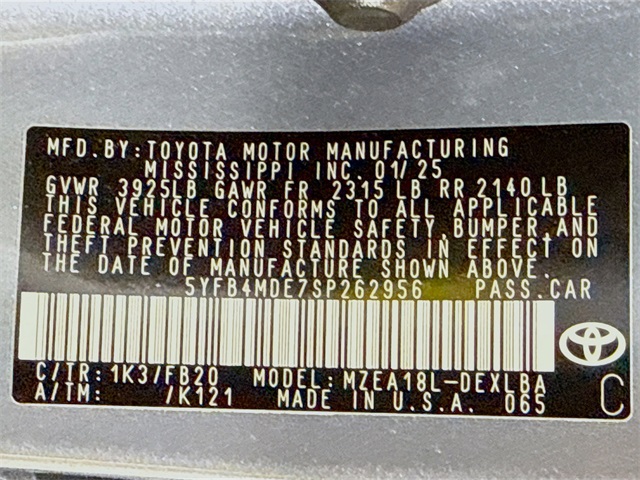 MFD.BY:TOYOTA MOTOR MANUFACTURING
MISSISSIPPI INC. 01/25
GVWR 3925LB GAWR FR 2315 LB RR 2140 LB
THIS VEHICLE CONFORMS TO ALL APPLICABLE
FEDERAL MOTOR VEHICLE SAFETY,BUMPER,AND
THEFT PREVENTION STANDARDS IN EFFECT ON
THE DATE OF MANUFACTURE SHOWN ABOVE.
5YFB4MDE7SP262956 PASS.CAR
C/TR:1K3/FB20 MODEL:MZEA18L-DEXLBA
A/TM: /K121 MADE IN U.S.A. 065 C